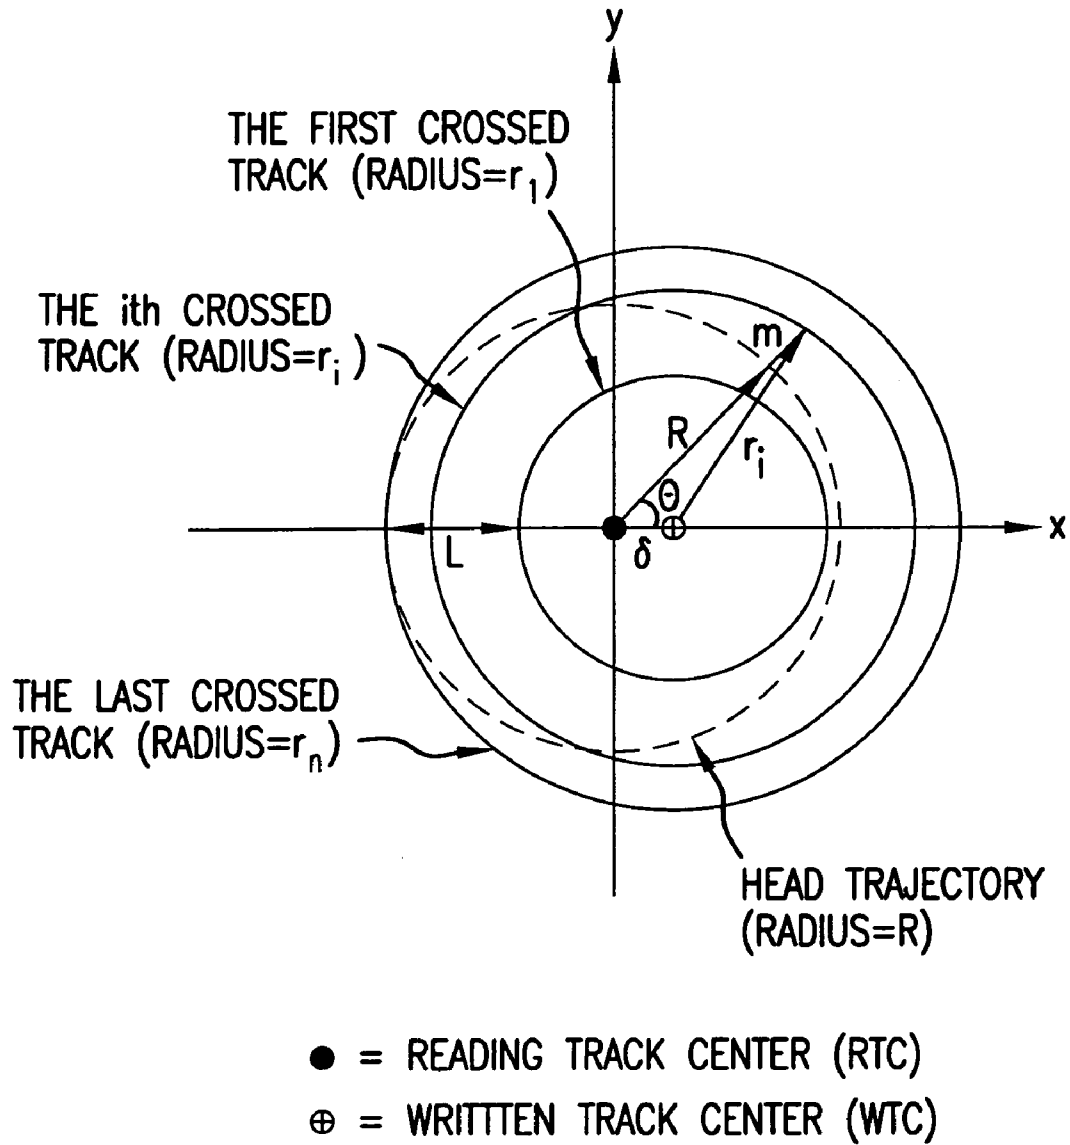 y
THE FIRST CROSSED
TRACK (RADIUS=r₁)
THE ith CROSSED
TRACK (RADIUS=rᵢ)
m
R
rᵢ
Θ
x
L
δ
THE LAST CROSSED
TRACK (RADIUS=rₙ)
HEAD TRAJECTORY
(RADIUS=R)
● = READING TRACK CENTER (RTC)
⊕ = WRITTTEN TRACK CENTER (WTC)